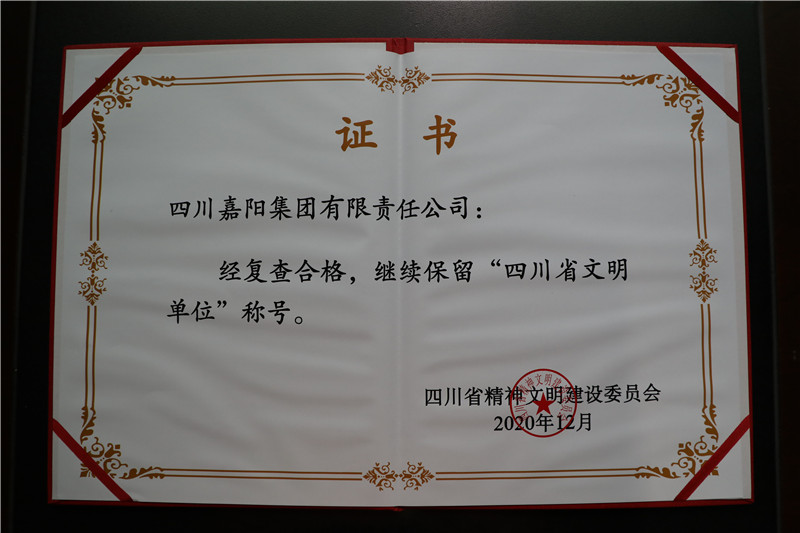 证 书
四川嘉阳集团有限责任公司：
经复查合格，继续保留“四川省文明
单位”称号。
四川省精神文明建设委员会
2020年12月